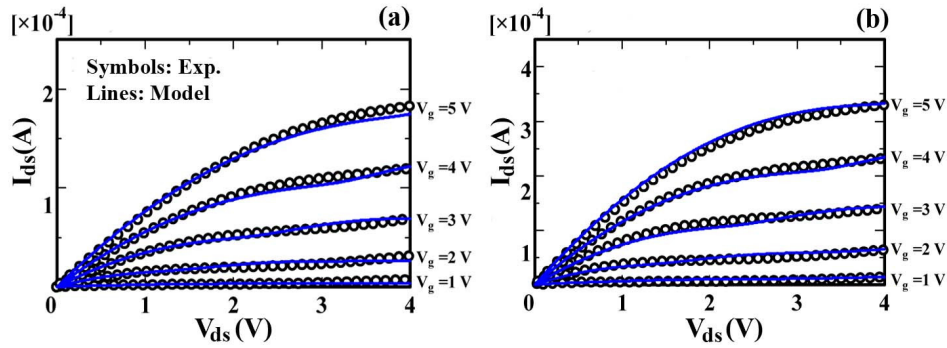 [×10⁻⁴]
(a)
Symbols: Exp.
Lines: Model
2
1
0
1
2
3
4
I_ds(A)
V_ds(V)
V_g=5 V
V_g=4 V
V_g=3 V
V_g=2 V
V_g=1 V
[×10⁻⁴]
(b)
4
3
2
1
0
0
1
2
3
4
I_ds(A)
V_ds(V)
V_g=5 V
V_g=4 V
V_g=3 V
V_g=2 V
V_g=1 V